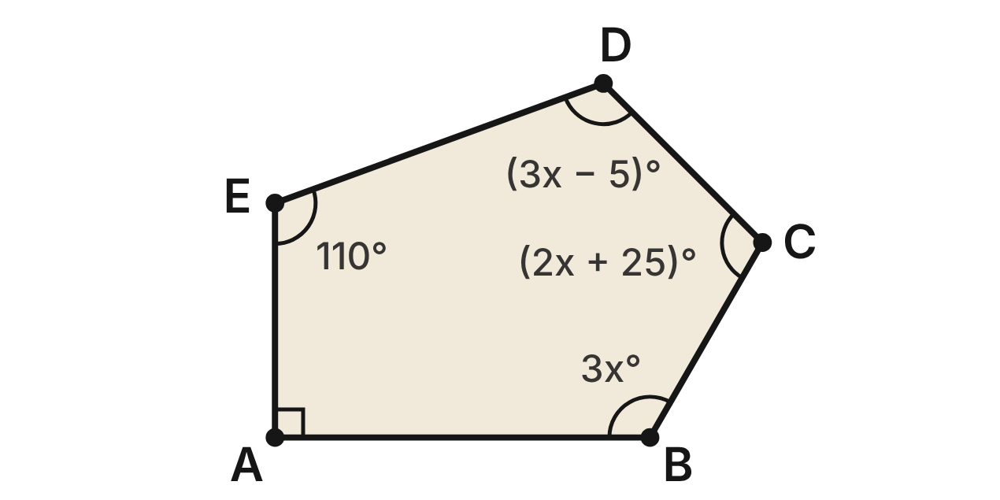 D
(3x − 5)°
E
C
110°
(2x + 25)°
3x°
A
B